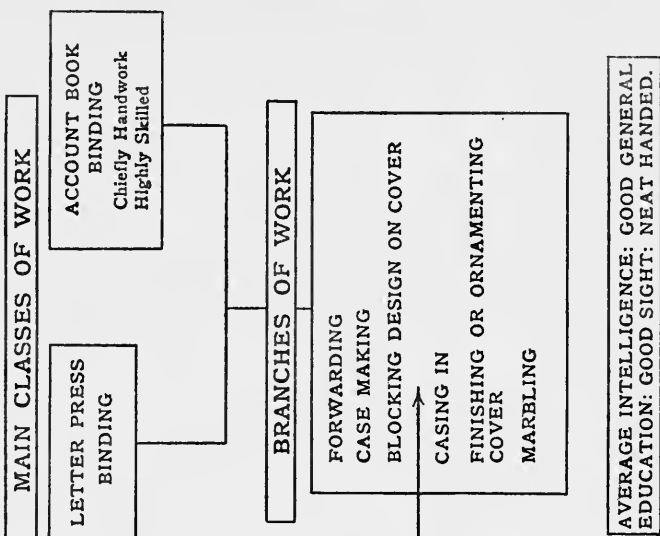 MAIN CLASSES OF WORK
LETTER PRESS
BINDING
ACCOUNT BOOK
BINDING
Chiefly Handwork
Highly Skilled
BRANCHES OF WORK
FORWARDING
CASE MAKING
BLOCKING DESIGN ON COVER
CASING IN
FINISHING OR ORNAMENTING
COVER
MARBLING
AVERAGE INTELLIGENCE: GOOD GENERAL
EDUCATION: GOOD SIGHT: NEAT HANDED.